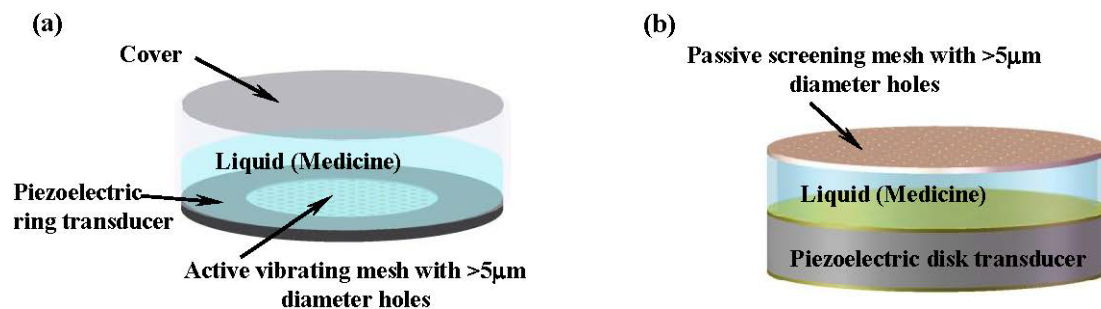 (a)
Cover
Liquid (Medicine)
Piezoelectric
ring transducer
Active vibrating mesh with >5μm
diameter holes
(b)
Passive screening mesh with >5μm
diameter holes
Liquid (Medicine)
Piezoelectric disk transducer